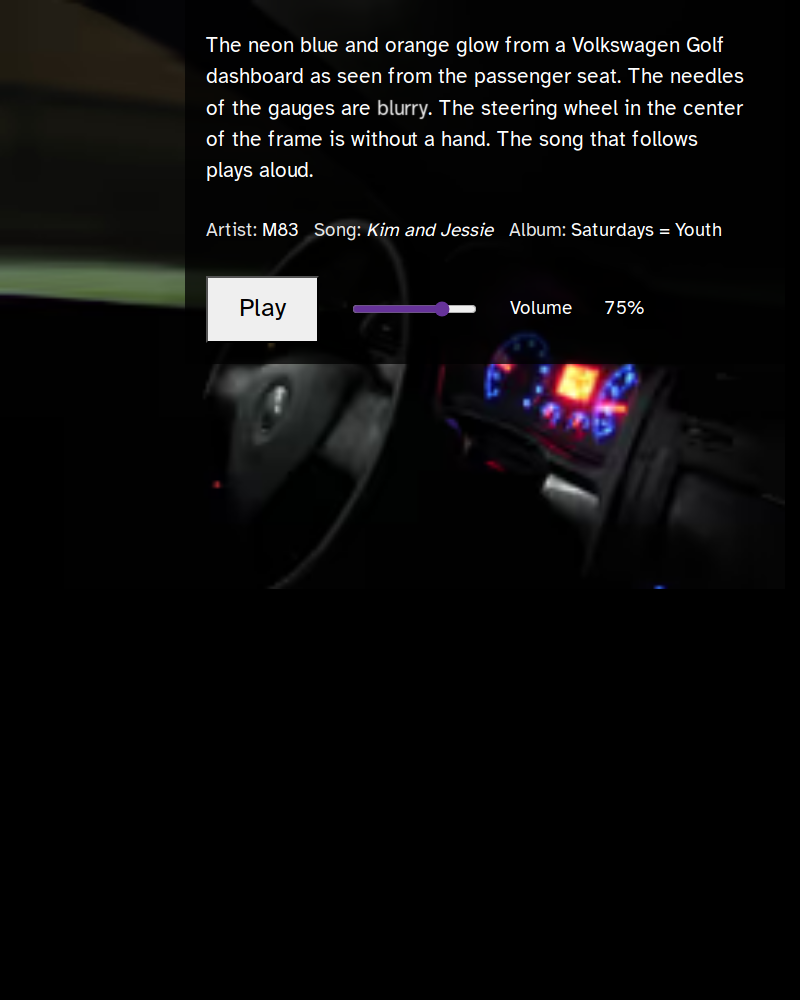 The neon blue and orange glow from a Volkswagen Golf
dashboard as seen from the passenger seat. The needles
of the gauges are blurry. The steering wheel in the center
of the frame is without a hand. The song that follows
plays aloud.
Artist: M83 Song: Kim and Jessie Album: Saturdays = Youth
Play Volume 75%